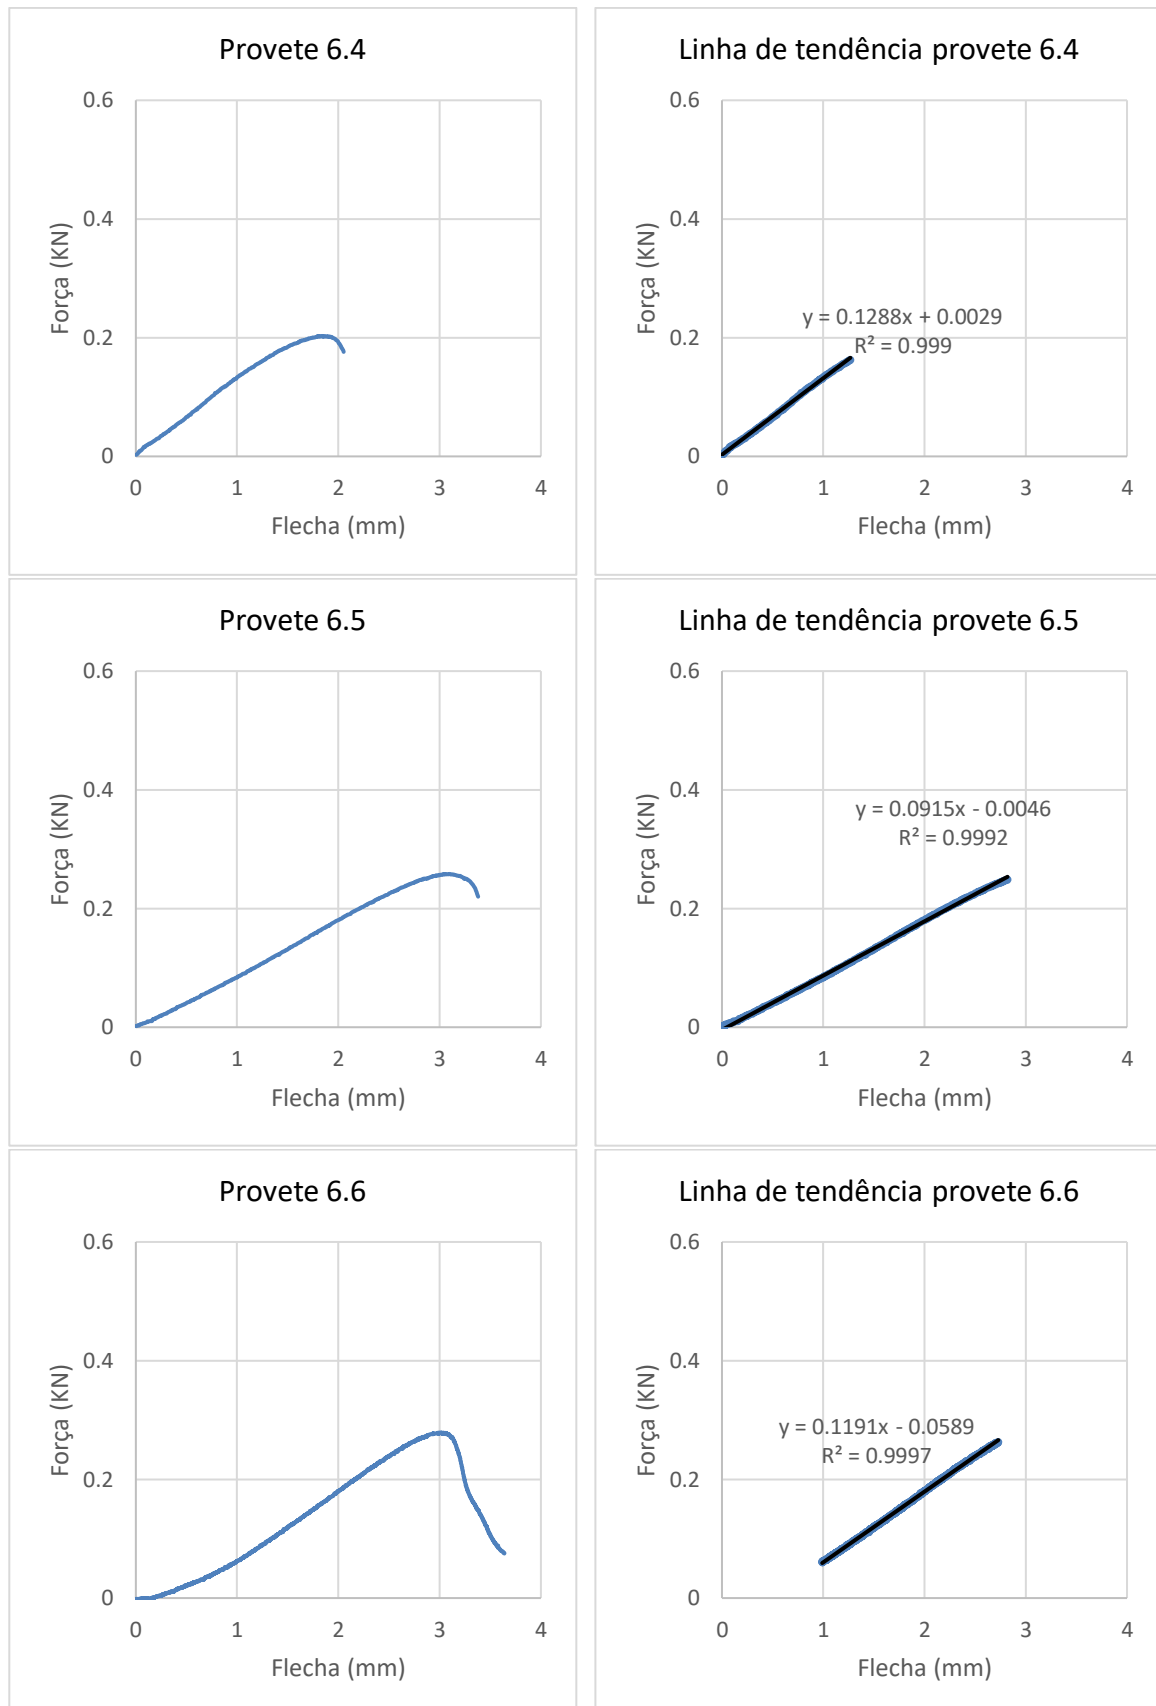 Provete 6.4
0.6
0.4
0.2
0
0 1 2 3 4
Força (KN)
Flecha (mm)
Linha de tendência provete 6.4
0.6
0.4
0.2
0
0 1 2 3 4
Força (KN)
Flecha (mm)
y = 0.1288x + 0.0029
R² = 0.999
Provete 6.5
0.6
0.4
0.2
0
0 1 2 3 4
Força (KN)
Flecha (mm)
Linha de tendência provete 6.5
0.6
0.4
0.2
0
0 1 2 3 4
Força (KN)
Flecha (mm)
y = 0.0915x - 0.0046
R² = 0.9992
Provete 6.6
0.6
0.4
0.2
0
0 1 2 3 4
Força (KN)
Flecha (mm)
Linha de tendência provete 6.6
0.6
0.4
0.2
0
0 1 2 3 4
Força (KN)
Flecha (mm)
y = 0.1191x - 0.0589
R² = 0.9997